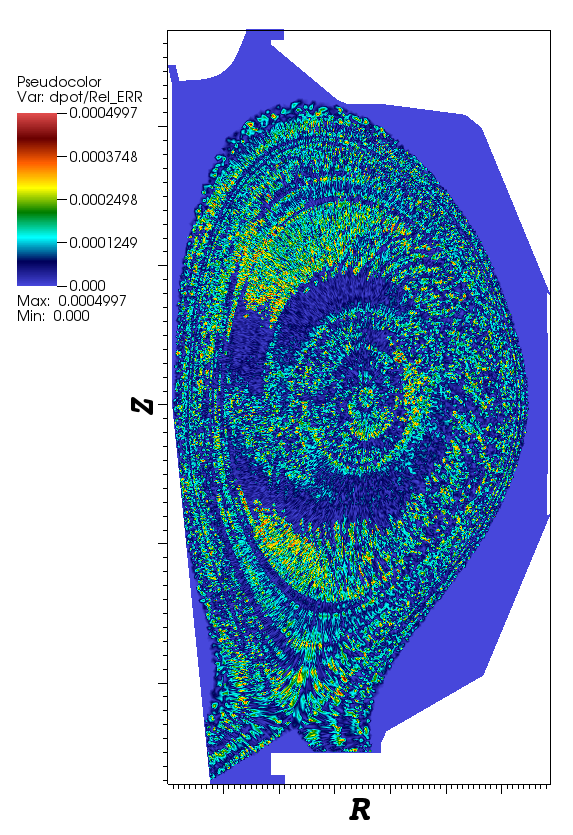 Pseudocolor
Var: dpot/Rel_ERR
0.0004997
0.0003748
0.0002498
0.0001249
0.000
Max: 0.0004997
Min: 0.000
Z
R